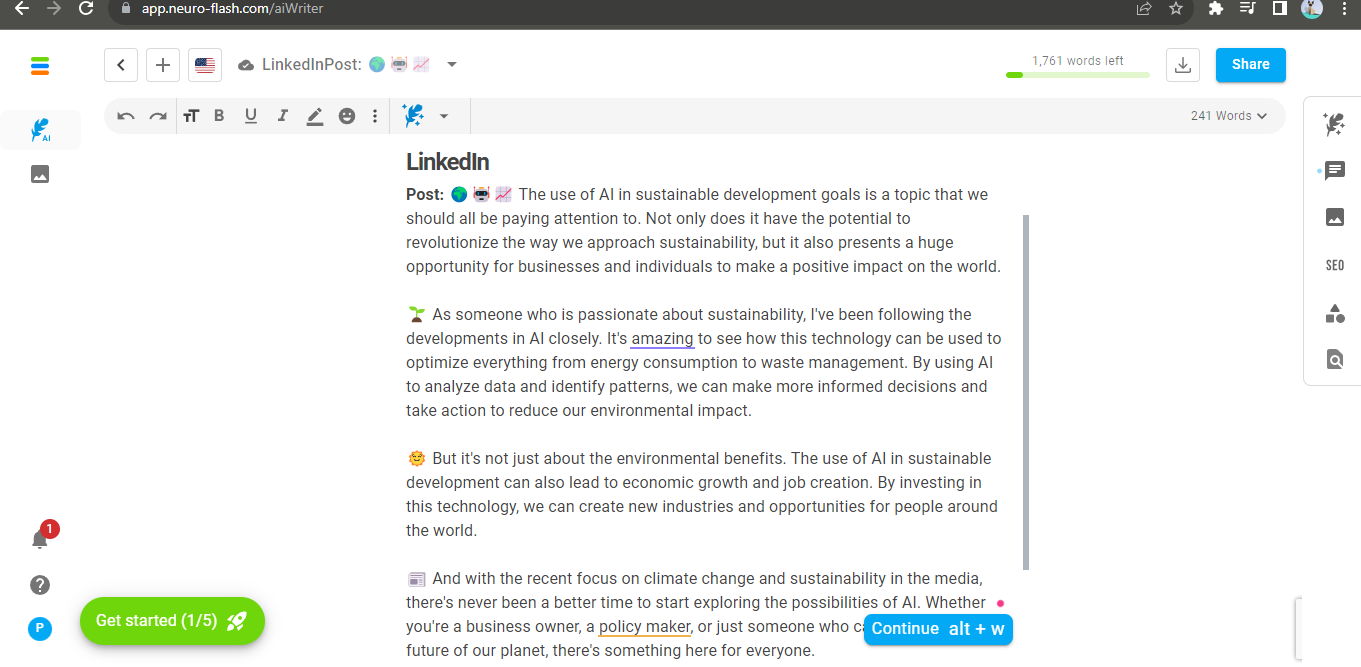 app.neuro-flash.com/aiWriter
LinkedInPost: 🌍 🤖 📈
1,761 words left
Share
AI
B U I
241 Words
LinkedIn
Post: 🌍 🤖 📈 The use of AI in sustainable development goals is a topic that we
should all be paying attention to. Not only does it have the potential to
revolutionize the way we approach sustainability, but it also presents a huge
opportunity for businesses and individuals to make a positive impact on the world.
🌱 As someone who is passionate about sustainability, I've been following the
developments in AI closely. It's amazing to see how this technology can be used to
optimize everything from energy consumption to waste management. By using AI
to analyze data and identify patterns, we can make more informed decisions and
take action to reduce our environmental impact.
🌞 But it's not just about the environmental benefits. The use of AI in sustainable
development can also lead to economic growth and job creation. By investing in
this technology, we can create new industries and opportunities for people around
the world.
📰 And with the recent focus on climate change and sustainability in the media,
there's never been a better time to start exploring the possibilities of AI. Whether
you're a business owner, a policy maker, or just someone who
Continue alt + w
future of our planet, there's something here for everyone.
SEO
1
Get started (1/5)
P